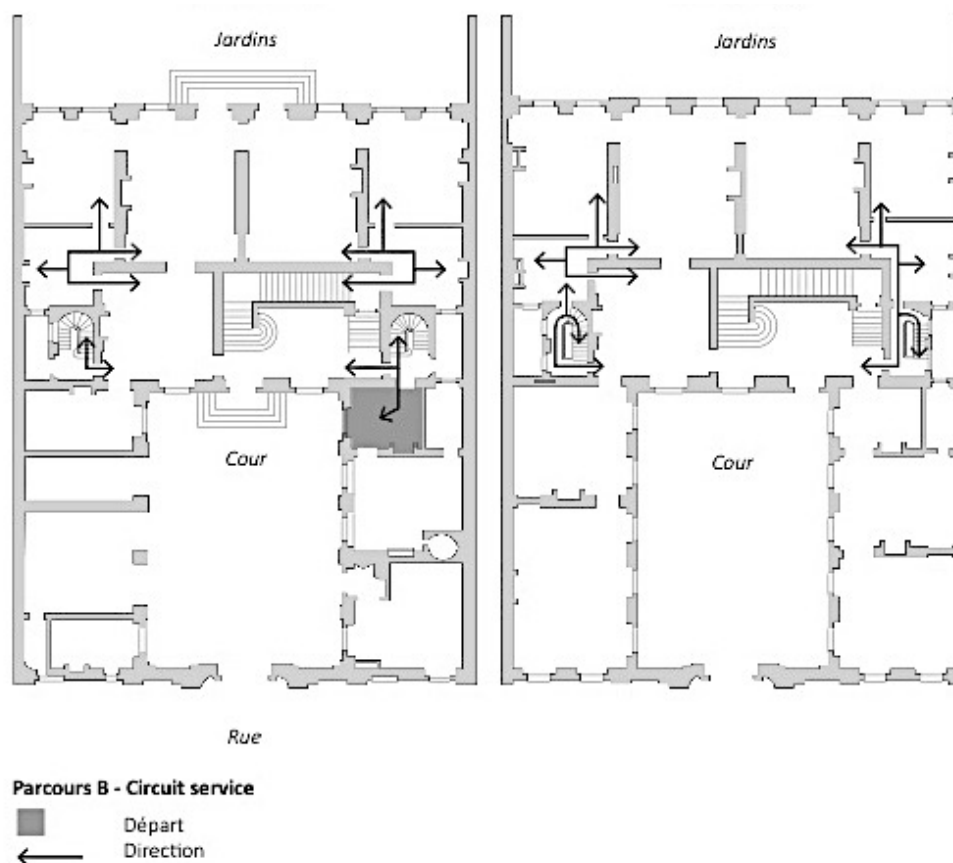 Jardins
Jardins
Cour
Cour
Rue
Parcours B - Circuit service
Départ
Direction